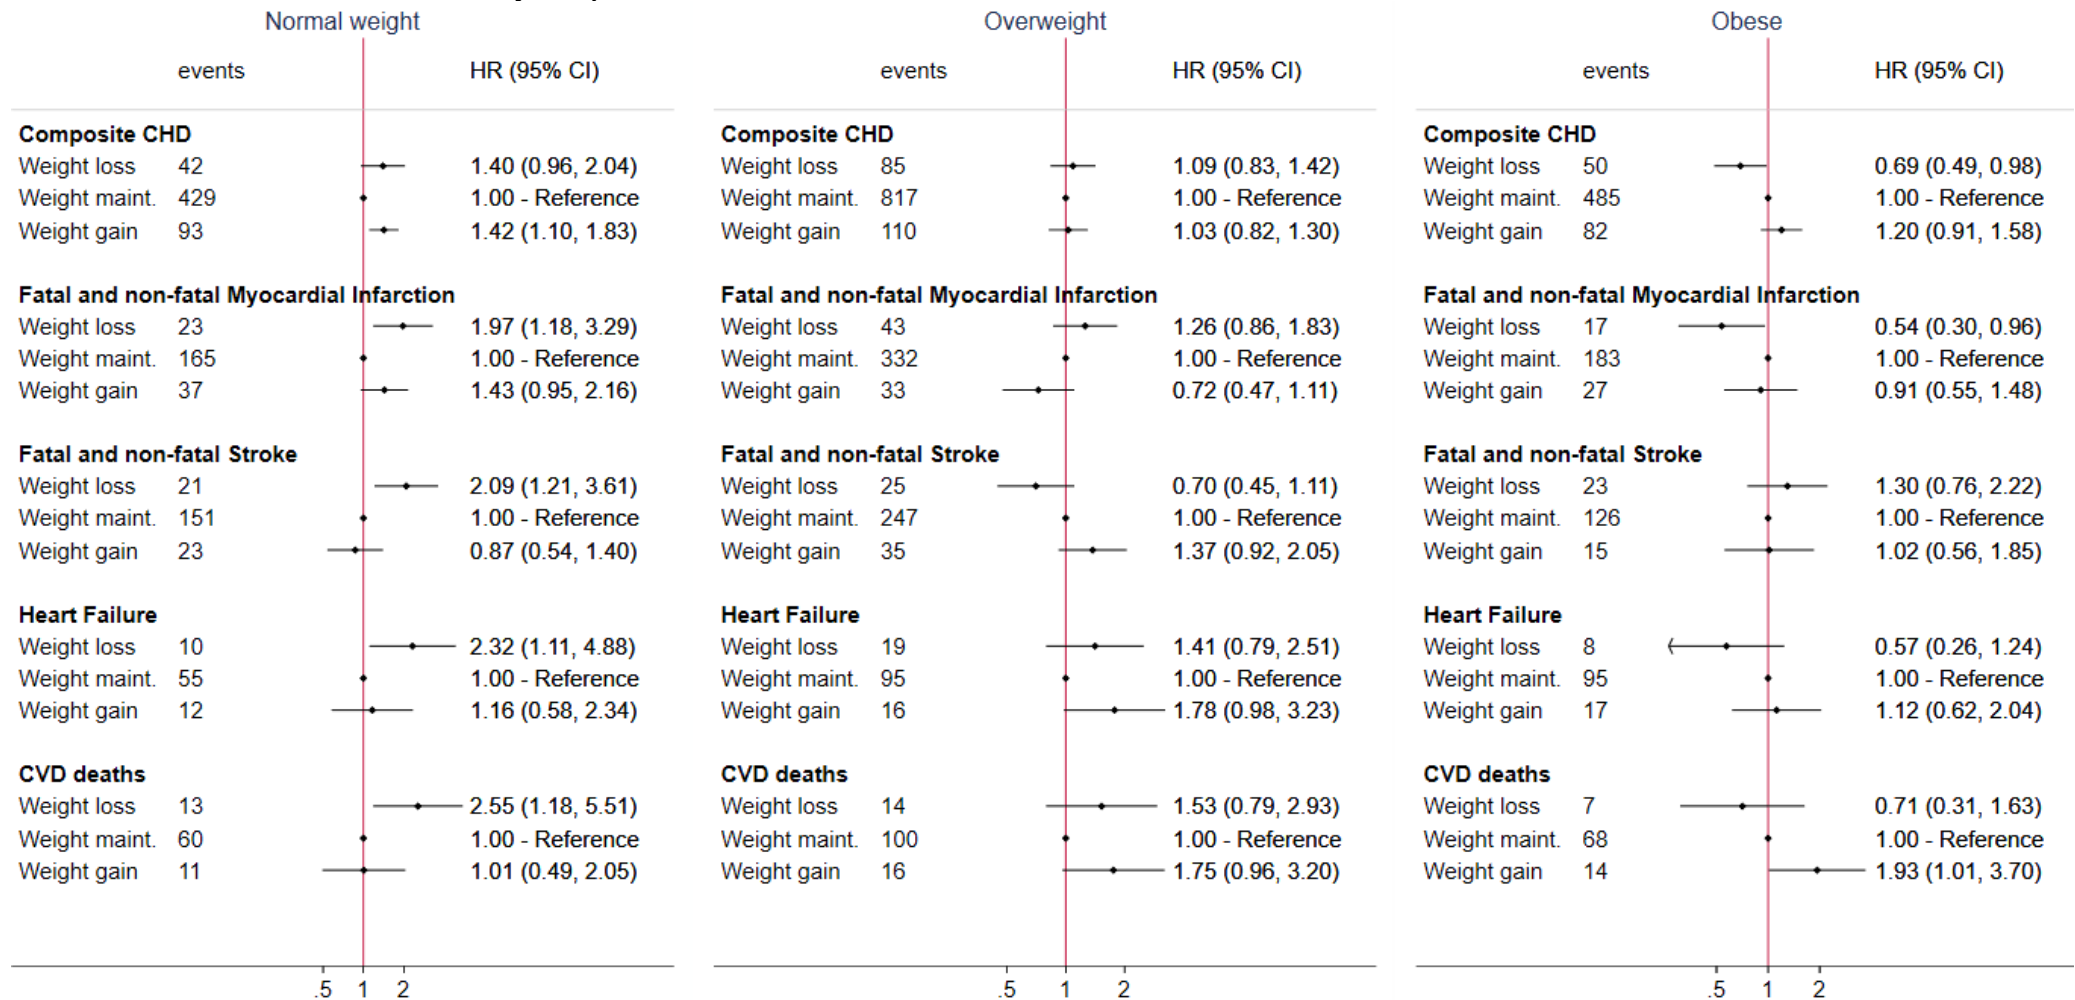 Normal weight
events HR (95% CI)
Composite CHD
Weight loss 42 1.40 (0.96, 2.04)
Weight maint. 429 1.00 - Reference
Weight gain 93 1.42 (1.10, 1.83)
Fatal and non-fatal Myocardial Infarction
Weight loss 23 1.97 (1.18, 3.29)
Weight maint. 165 1.00 - Reference
Weight gain 37 1.43 (0.95, 2.16)
Fatal and non-fatal Stroke
Weight loss 21 2.09 (1.21, 3.61)
Weight maint. 151 1.00 - Reference
Weight gain 23 0.87 (0.54, 1.40)
Heart Failure
Weight loss 10 2.32 (1.11, 4.88)
Weight maint. 55 1.00 - Reference
Weight gain 12 1.16 (0.58, 2.34)
CVD deaths
Weight loss 13 2.55 (1.18, 5.51)
Weight maint. 60 1.00 - Reference
Weight gain 11 1.01 (0.49, 2.05)
.5 1 2
Overweight
events HR (95% CI)
Composite CHD
Weight loss 85 1.09 (0.83, 1.42)
Weight maint. 817 1.00 - Reference
Weight gain 110 1.03 (0.82, 1.30)
Fatal and non-fatal Myocardial Infarction
Weight loss 43 1.26 (0.86, 1.83)
Weight maint. 332 1.00 - Reference
Weight gain 33 0.72 (0.47, 1.11)
Fatal and non-fatal Stroke
Weight loss 25 0.70 (0.45, 1.11)
Weight maint. 247 1.00 - Reference
Weight gain 35 1.37 (0.92, 2.05)
Heart Failure
Weight loss 19 1.41 (0.79, 2.51)
Weight maint. 95 1.00 - Reference
Weight gain 16 1.78 (0.98, 3.23)
CVD deaths
Weight loss 14 1.53 (0.79, 2.93)
Weight maint. 100 1.00 - Reference
Weight gain 16 1.75 (0.96, 3.20)
.5 1 2
Obese
events HR (95% CI)
Composite CHD
Weight loss 50 0.69 (0.49, 0.98)
Weight maint. 485 1.00 - Reference
Weight gain 82 1.20 (0.91, 1.58)
Fatal and non-fatal Myocardial Infarction
Weight loss 17 0.54 (0.30, 0.96)
Weight maint. 183 1.00 - Reference
Weight gain 27 0.91 (0.55, 1.48)
Fatal and non-fatal Stroke
Weight loss 23 1.30 (0.76, 2.22)
Weight maint. 126 1.00 - Reference
Weight gain 15 1.02 (0.56, 1.85)
Heart Failure
Weight loss 8 0.57 (0.26, 1.24)
Weight maint. 95 1.00 - Reference
Weight gain 17 1.12 (0.62, 2.04)
CVD deaths
Weight loss 7 0.71 (0.31, 1.63)
Weight maint. 68 1.00 - Reference
Weight gain 14 1.93 (1.01, 3.70)
.5 1 2